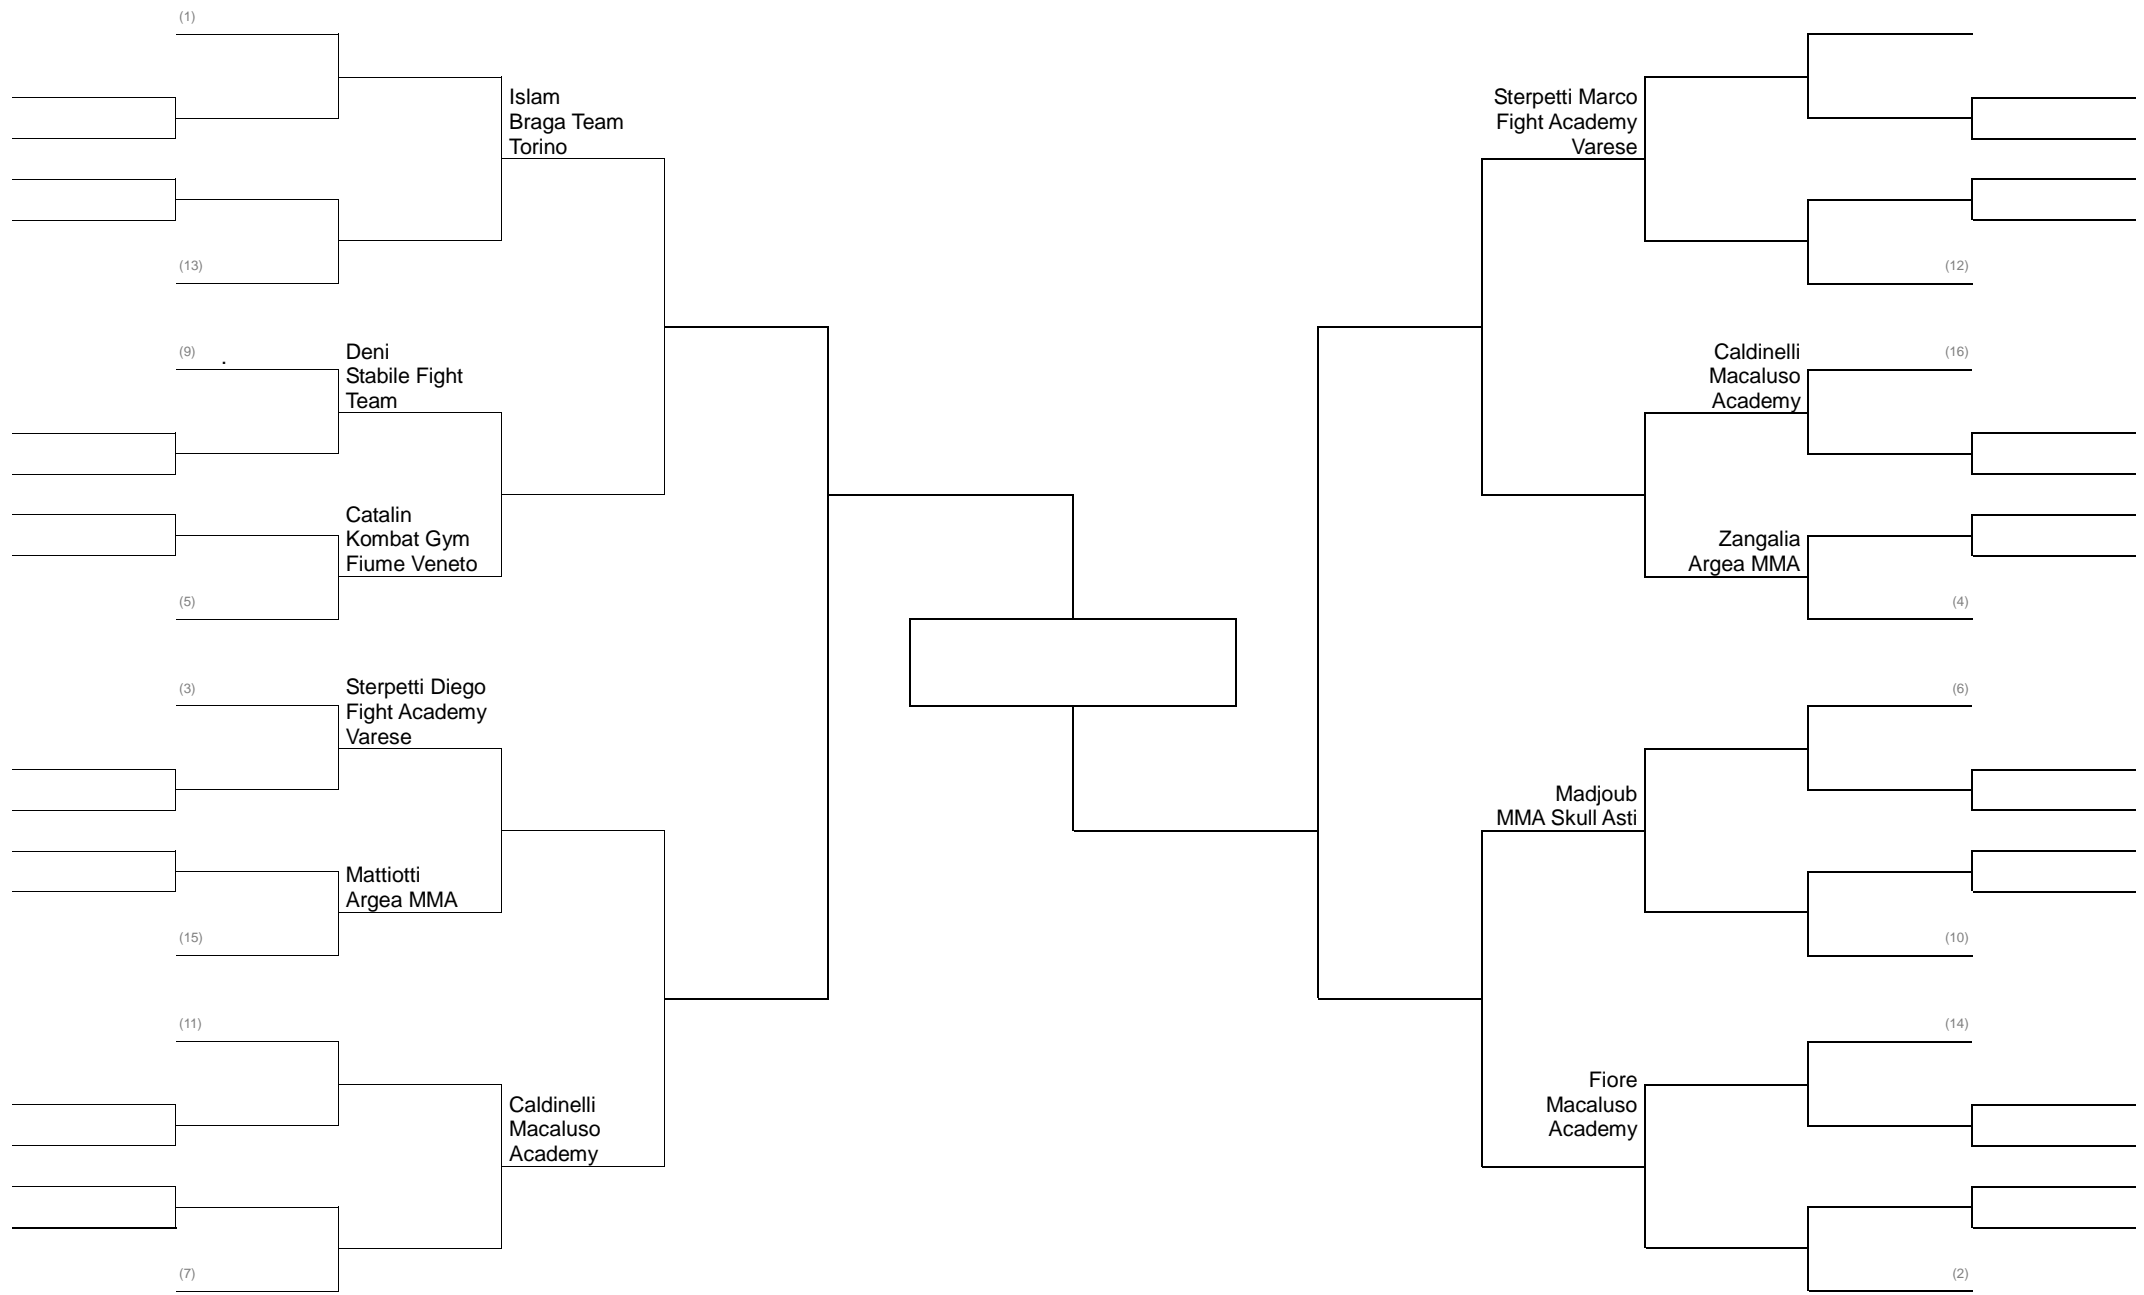 (1)
Islam
Braga Team
Torino
(13)
(9) .
Deni
Stabile Fight
Team
Catalin
Kombat Gym
Fiume Veneto
(5)
(3)
Sterpetti Diego
Fight Academy
Varese
Mattiotti
Argea MMA
(15)
(11)
Caldinelli
Macaluso
Academy
(7)
Sterpetti Marco
Fight Academy
Varese
(12)
Caldinelli
Macaluso
Academy
(16)
Zangalia
Argea MMA
(4)
(6)
Madjoub
MMA Skull Asti
(10)
(14)
Fiore
Macaluso
Academy
(2)